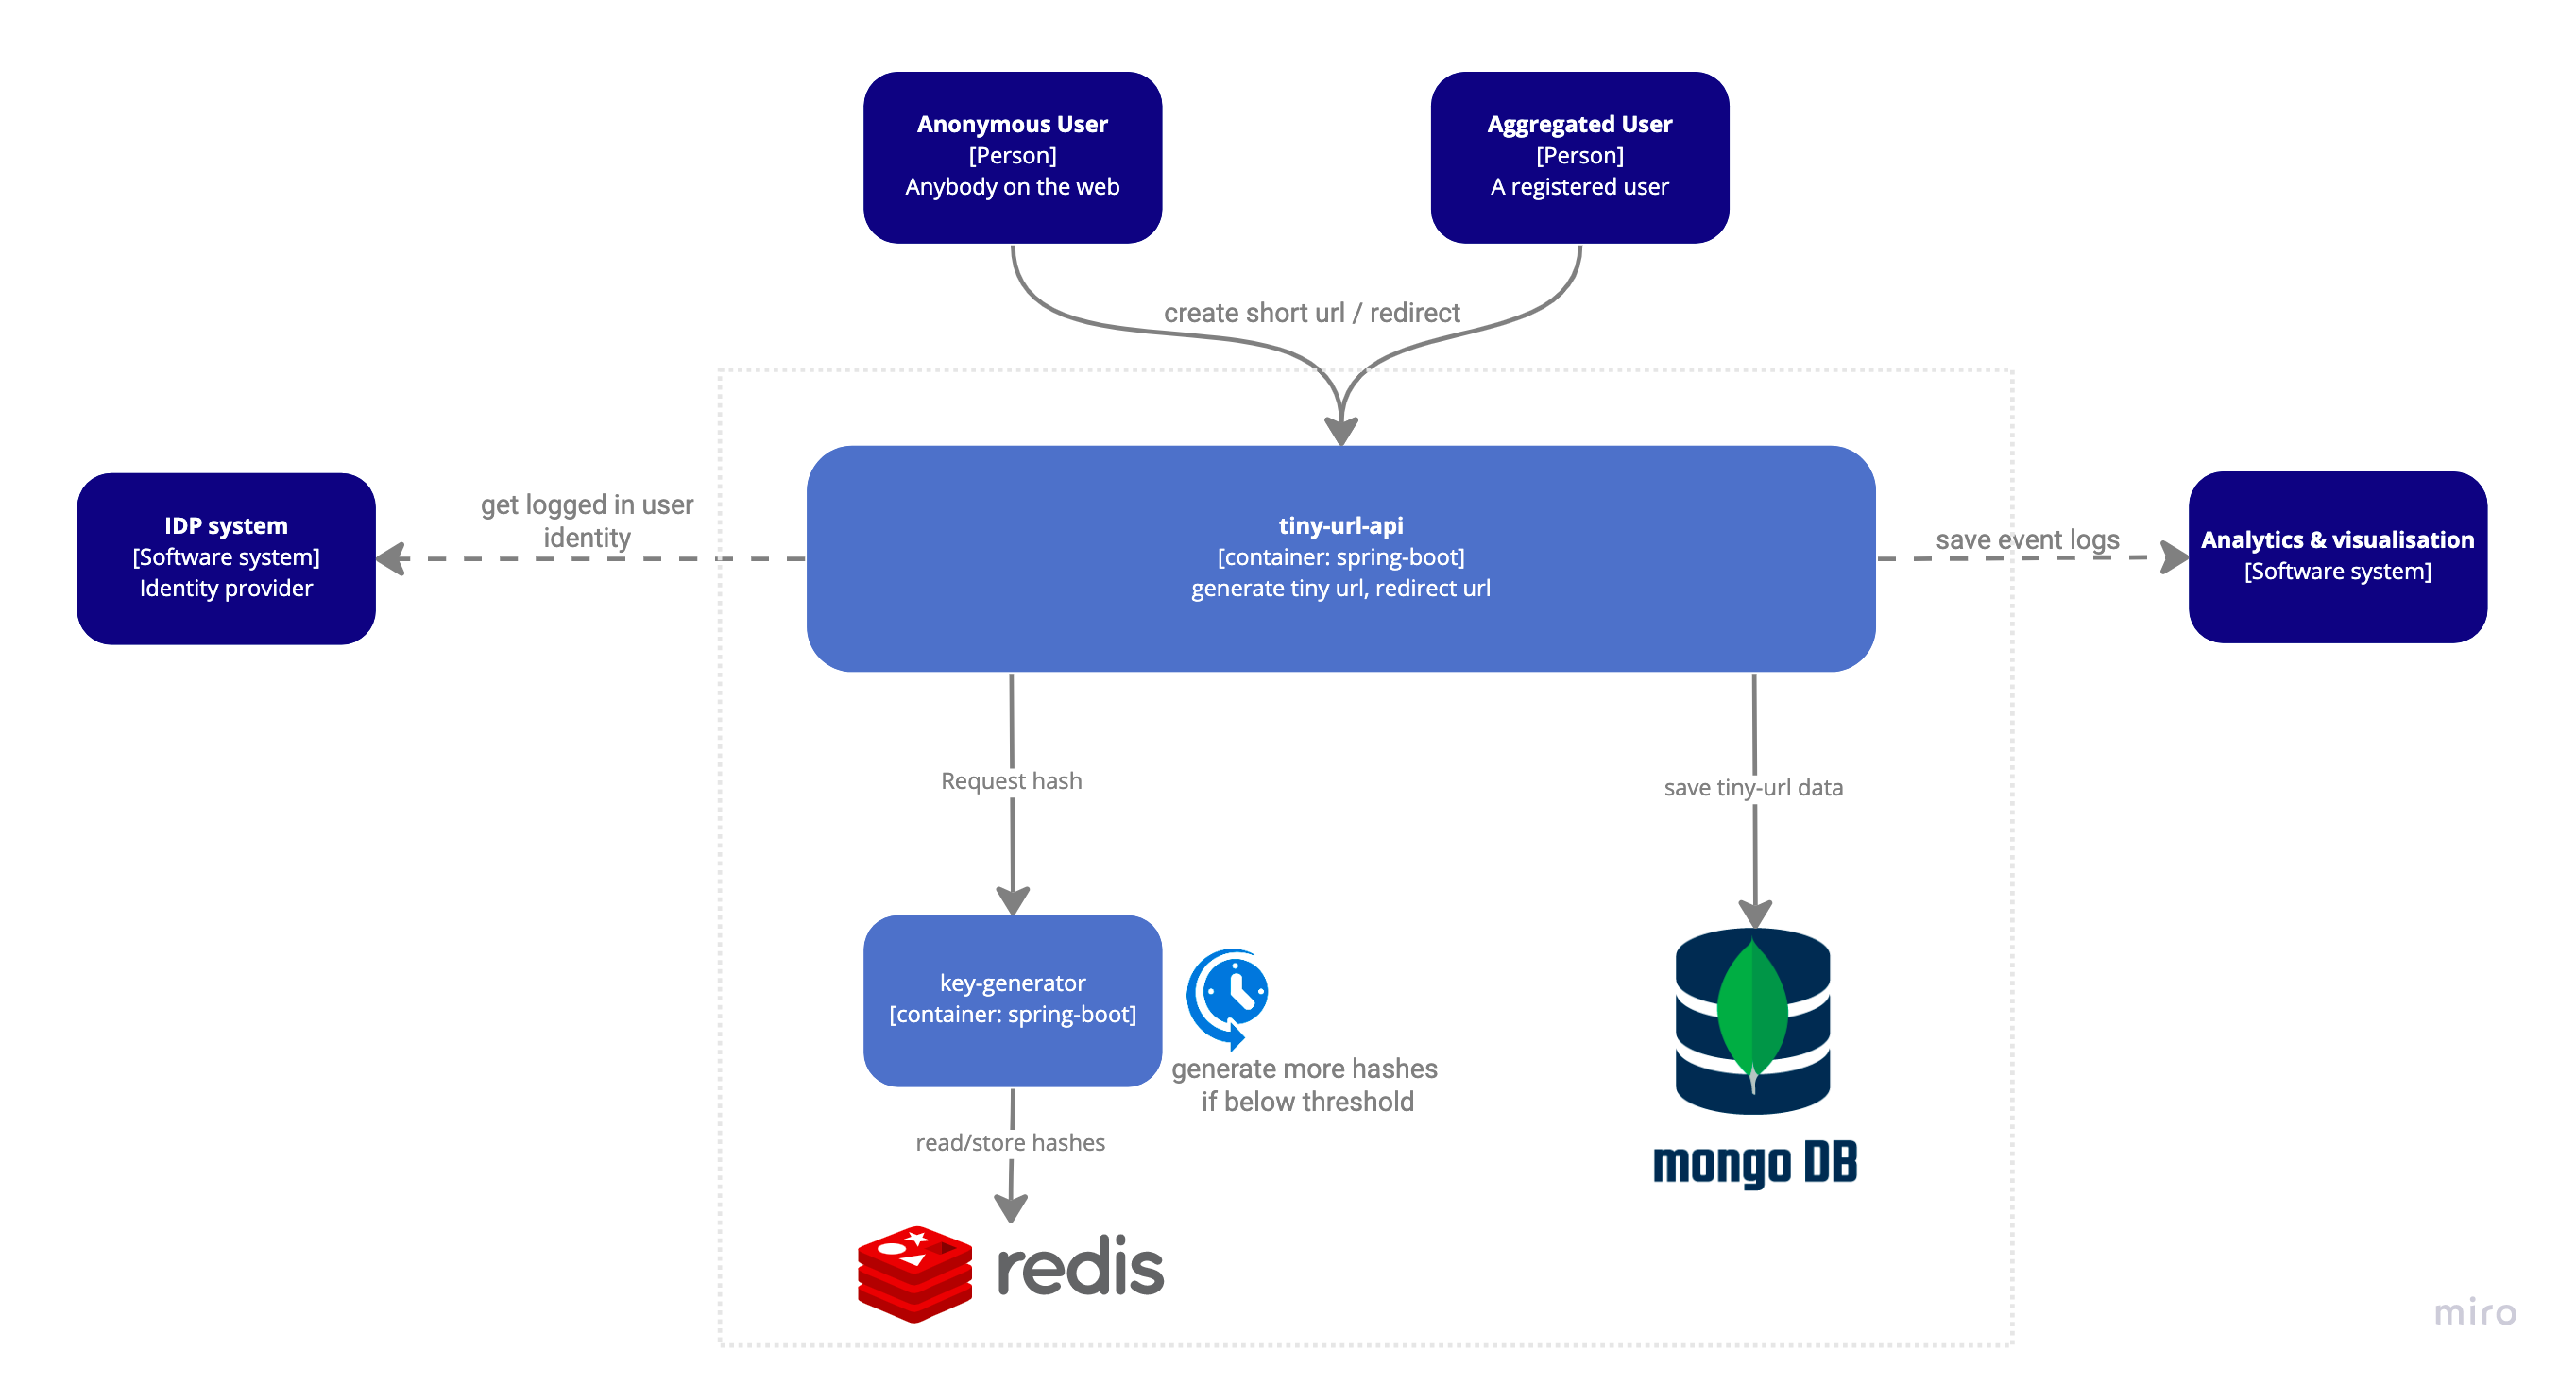 Anonymous User
[Person]
Anybody on the web
Aggregated User
[Person]
A registered user
create short url / redirect
IDP system
[Software system]
Identity provider
get logged in user
identity
tiny-url-api
[container: spring-boot]
generate tiny url, redirect url
save event logs
Analytics & visualisation
[Software system]
Request hash
save tiny-url data
key-generator
[container: spring-boot]
generate more hashes
if below threshold
read/store hashes
mongo DB
redis
miro